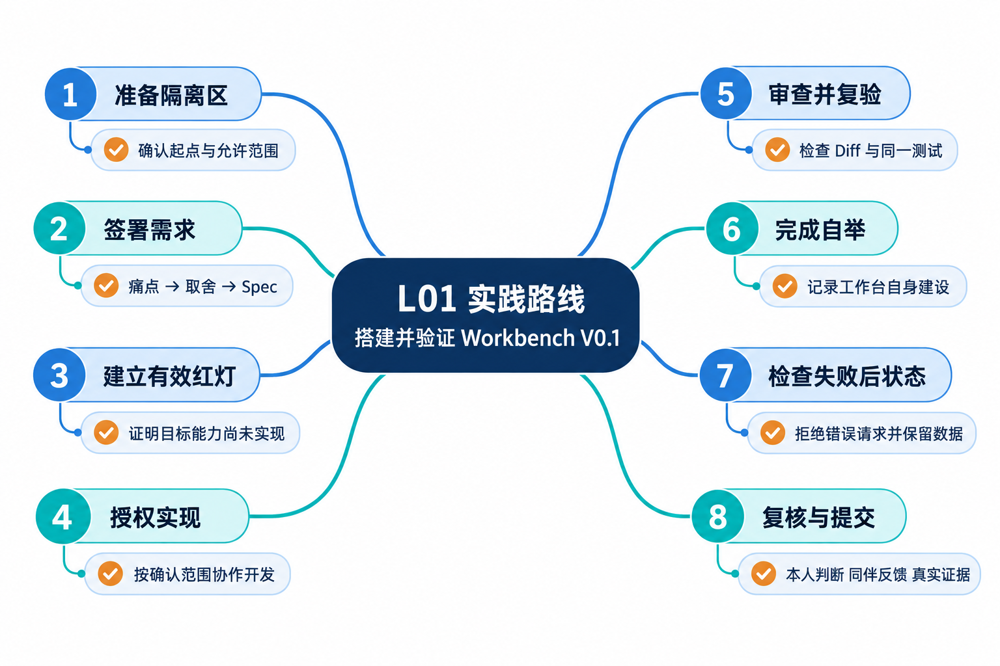 L01 实践路线
搭建并验证 Workbench V0.1
1 准备隔离区
确认起点与允许范围
2 签署需求
痛点 → 取舍 → Spec
3 建立有效红灯
证明目标能力尚未实现
4 授权实现
按确认范围协作开发
5 审查并复验
检查 Diff 与同一测试
6 完成自举
记录工作台自身建设
7 检查失败后状态
拒绝错误请求并保留数据
8 复核与提交
本人判断 同伴反馈 真实证据